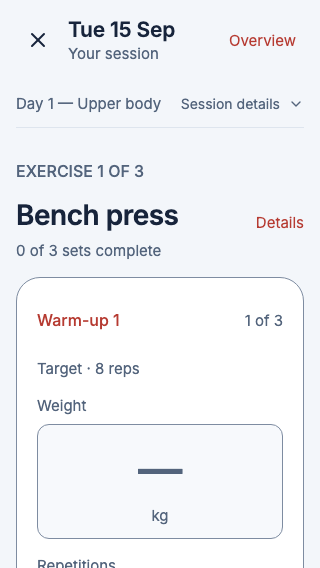 Tue 15 Sep
Your session
Overview
Day 1 — Upper body
Session details
EXERCISE 1 OF 3
Bench press
Details
0 of 3 sets complete
Warm-up 1
1 of 3
Target · 8 reps
Weight
—
kg
Repetitions